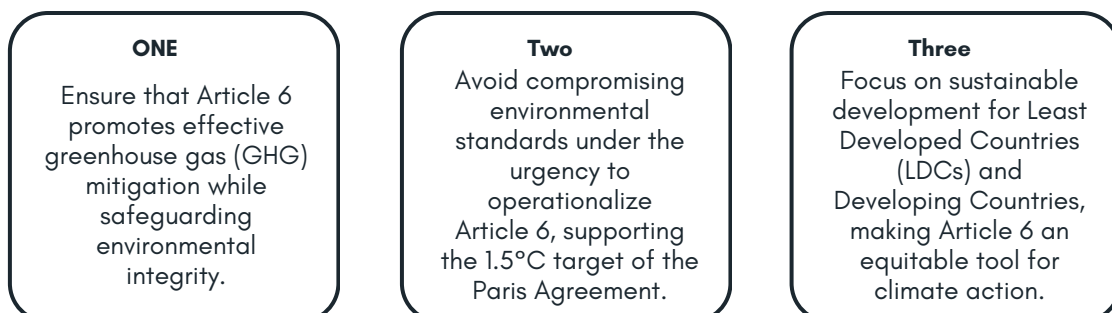 ONE
Ensure that Article 6
promotes effective
greenhouse gas (GHG)
mitigation while
safeguarding
environmental
integrity.
Two
Avoid compromising
environmental
standards under the
urgency to
operationalize
Article 6, supporting
the 1.5°C target of the
Paris Agreement.
Three
Focus on sustainable
development for Least
Developed Countries
(LDCs) and
Developing Countries,
making Article 6 an
equitable tool for
climate action.